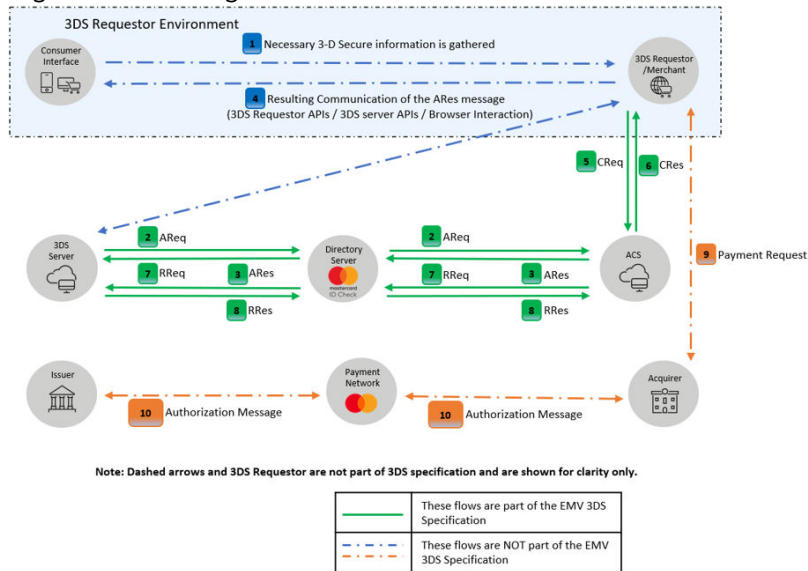 3DS Requestor Environment
Consumer
Interface
1 Necessary 3-D Secure information is gathered
3DS Requestor
/Merchant
4 Resulting Communication of the ARes message
(3DS Requestor APIs / 3DS server APIs / Browser Interaction)
5 CReq
6 CRes
3DS
Server
2 AReq
7 RReq
3 ARes
8 RRes
Directory
Server
mastercard
ID Check
2 AReq
7 RReq
3 ARes
8 RRes
ACS
9 Payment Request
Issuer
10 Authorization Message
Payment
Network
10 Authorization Message
Acquirer
Note: Dashed arrows and 3DS Requestor are not part of 3DS specification and are shown for clarity only.
These flows are part of the EMV 3DS
Specification
These flows are NOT part of the EMV
3DS Specification